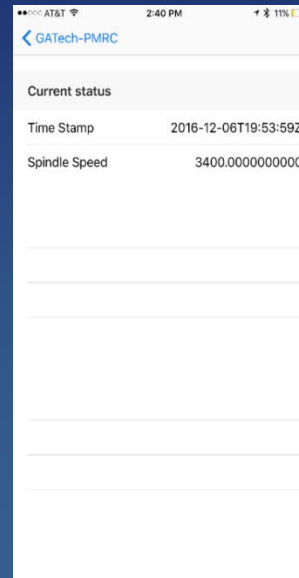 AT&T 2:40 PM 11%
GATech-PMRC
Current status
Time Stamp 2016-12-06T19:53:59Z
Spindle Speed 3400.0000000000